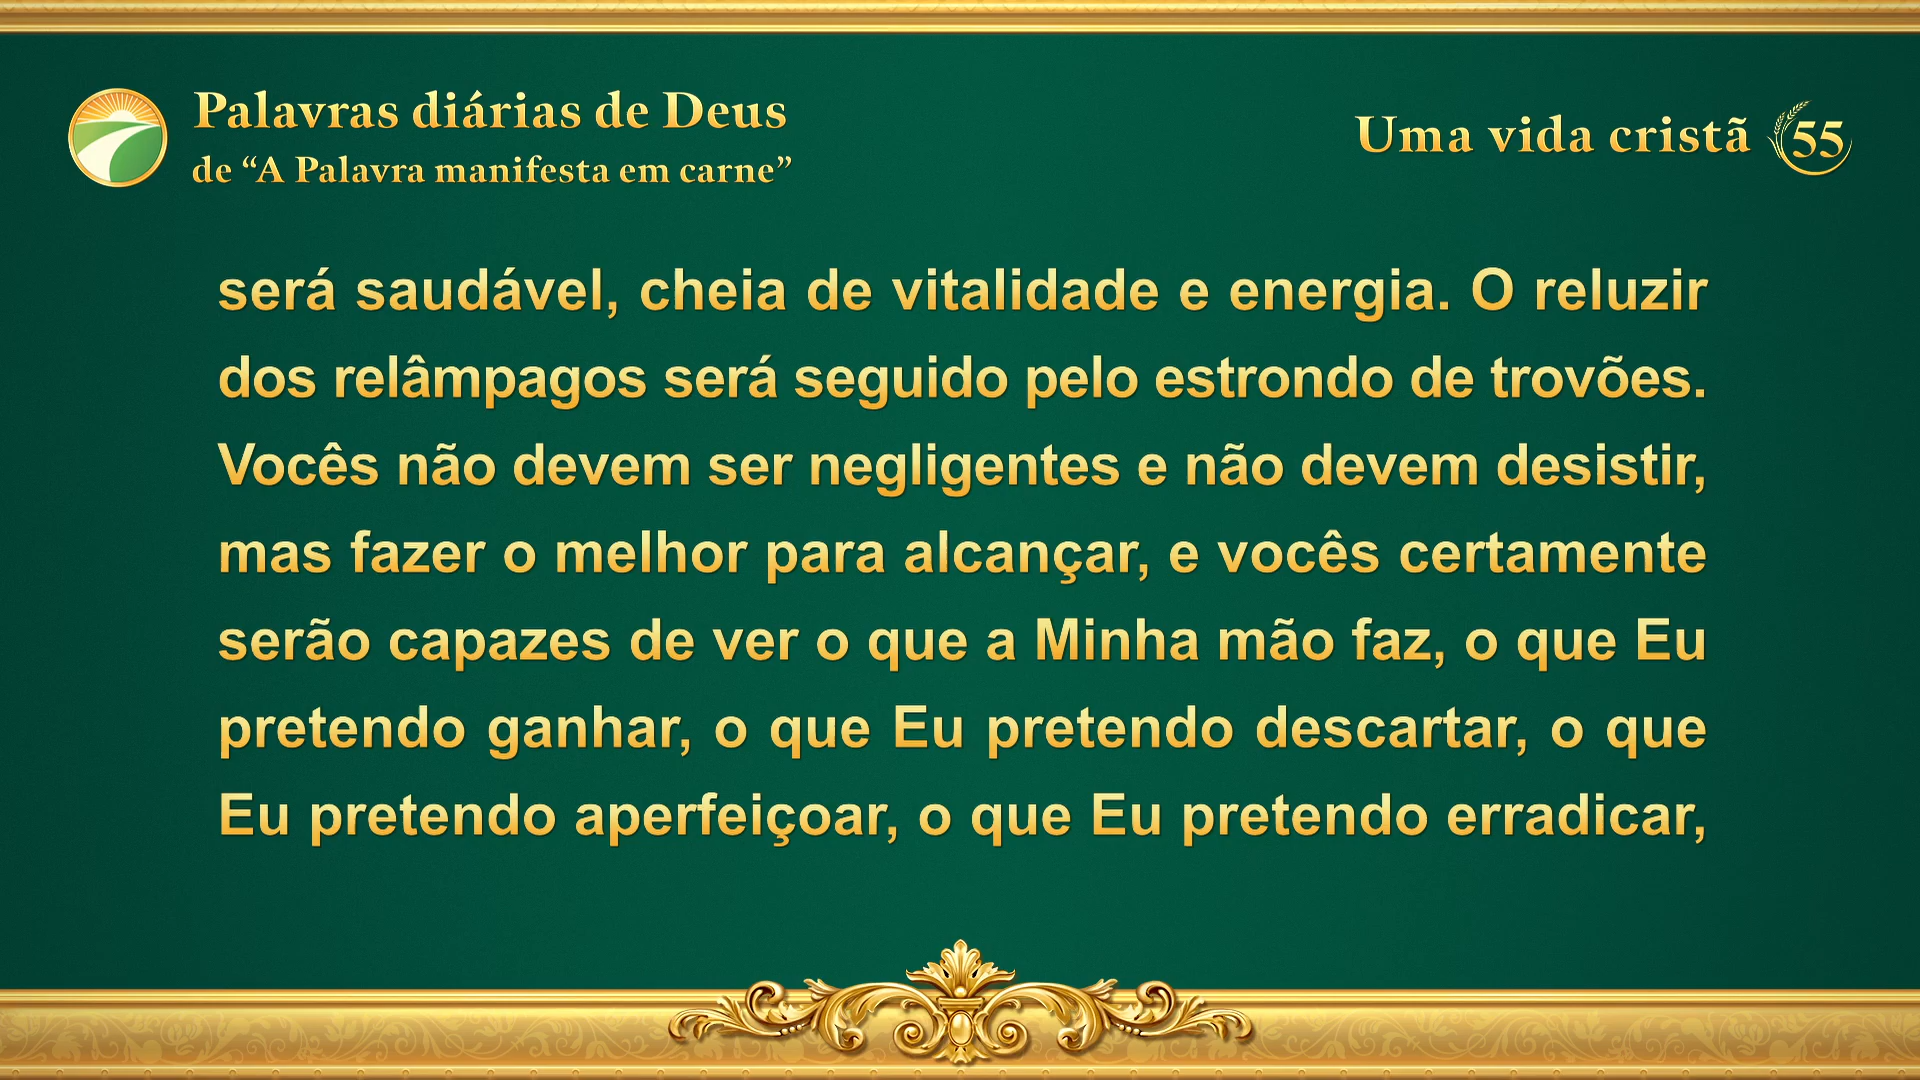 Palavras diárias de Deus
de “A Palavra manifesta em carne”
Uma vida cristã 55
será saudável, cheia de vitalidade e energia. O reluzir
dos relâmpagos será seguido pelo estrondo de trovões.
Vocês não devem ser negligentes e não devem desistir,
mas fazer o melhor para alcançar, e vocês certamente
serão capazes de ver o que a Minha mão faz, o que Eu
pretendo ganhar, o que Eu pretendo descartar, o que
Eu pretendo aperfeiçoar, o que Eu pretendo erradicar,